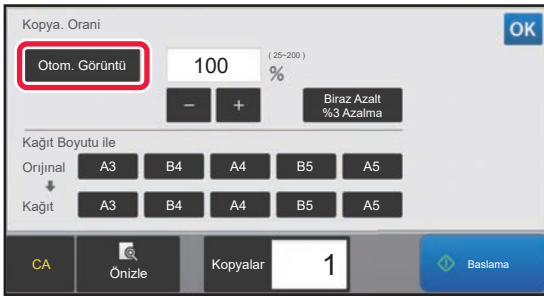 Kopya. Orani
OK
Otom. Görüntü
100
(25~200)
%
− +
Biraz Azalt
%3 Azalma
Kağıt Boyutu ile
Orıjınal A3 B4 A4 B5 A5
Kağıt A3 B4 A4 B5 A5
CA
Önizle
Kopyalar 1
Baslama